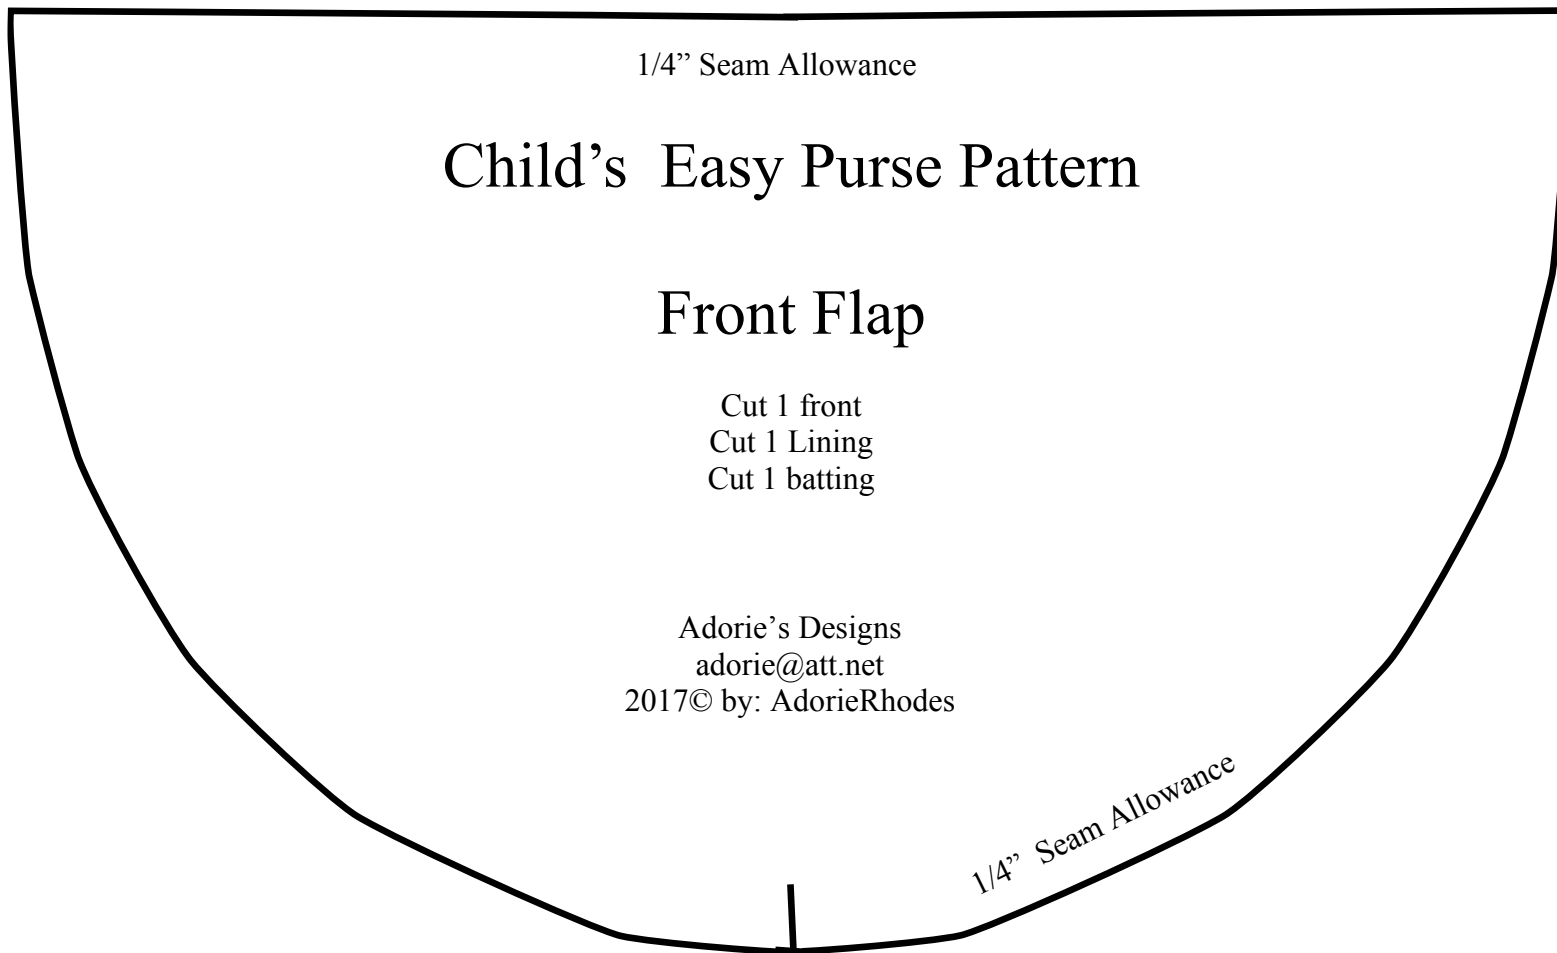 1/4” Seam Allowance
Child’s  Easy Purse Pattern
Front Flap
Cut 1 front
Cut 1 Lining
Cut 1 batting
Adorie’s Designs
adorie@att.net
2017© by: AdorieRhodes
1/4”  Seam Allowance